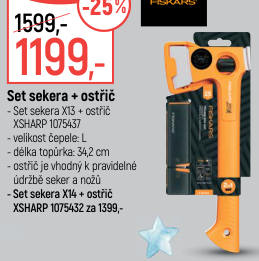 -25%
FISKARS
1599,-
1199,-
Set sekera + ostřič
- Set sekera X13 + ostřič
XSHARP 1075437
- velikost čepele: L
- délka topůrka: 34,2 cm
- ostřič je vhodný k pravidelné
údržbě seker a nožů
- Set sekera X14 + ostřič
XSHARP 1075432 za 1399,-
FISKARS